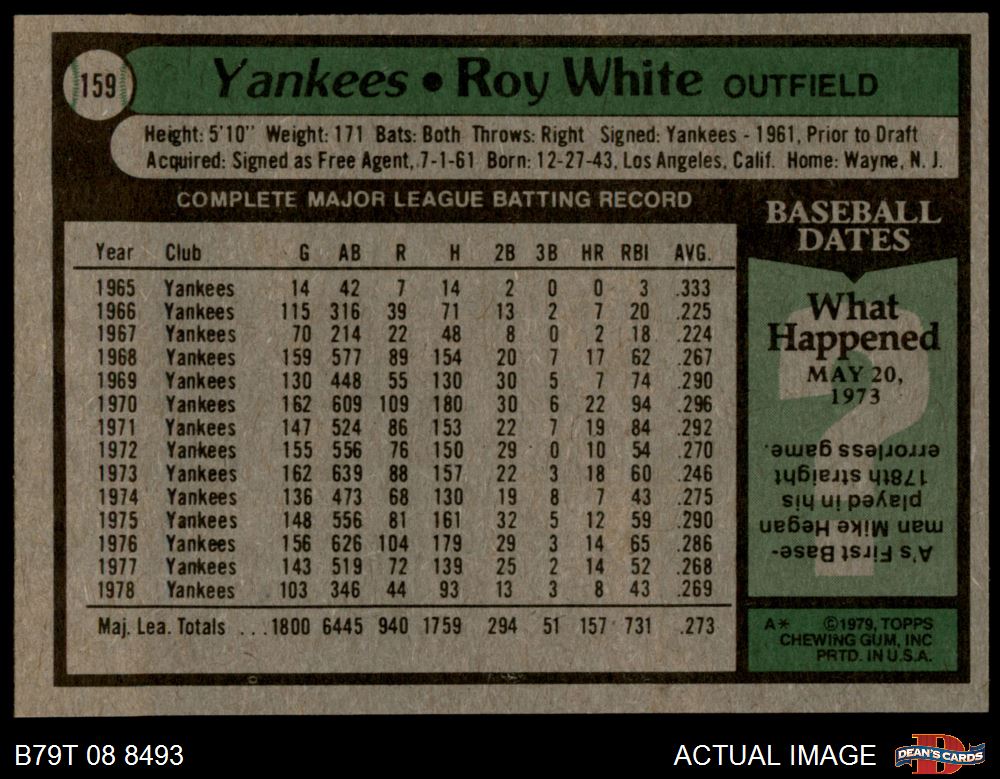 159
Yankees • Roy White OUTFIELD
Height: 5'10" Weight: 171 Bats: Both Throws: Right Signed: Yankees - 1961, Prior to Draft
Acquired: Signed as Free Agent, 7-1-61 Born: 12-27-43, Los Angeles, Calif. Home: Wayne, N. J.
COMPLETE MAJOR LEAGUE BATTING RECORD
Year Club G AB R H 2B 3B HR RBI AVG.
1965 Yankees 14 42 7 14 2 0 0 3 .333
1966 Yankees 115 316 39 71 13 2 7 20 .225
1967 Yankees 70 214 22 48 8 0 2 18 .224
1968 Yankees 159 577 89 154 20 7 17 62 .267
1969 Yankees 130 448 55 130 30 5 7 74 .290
1970 Yankees 162 609 109 180 30 6 22 94 .296
1971 Yankees 147 524 86 153 22 7 19 84 .292
1972 Yankees 155 556 76 150 29 0 10 54 .270
1973 Yankees 162 639 88 157 22 3 18 60 .246
1974 Yankees 136 473 68 130 19 8 7 43 .275
1975 Yankees 148 556 81 161 32 5 12 59 .290
1976 Yankees 156 626 104 179 29 3 14 65 .286
1977 Yankees 143 519 72 139 25 2 14 52 .268
1978 Yankees 103 346 44 93 13 3 8 43 .269
Maj. Lea. Totals ...1800 6445 940 1759 294 51 157 731 .273
BASEBALL
DATES
?
What
Happened
MAY 20,
1973
A's First Base-
man Mike Hegan
played in his
178th straight
errorless game.
A* ©1979, TOPPS
CHEWING GUM, INC
PRTD. IN U.S.A.
B79T 08 8493
ACTUAL IMAGE
D
DEAN'S CARDS